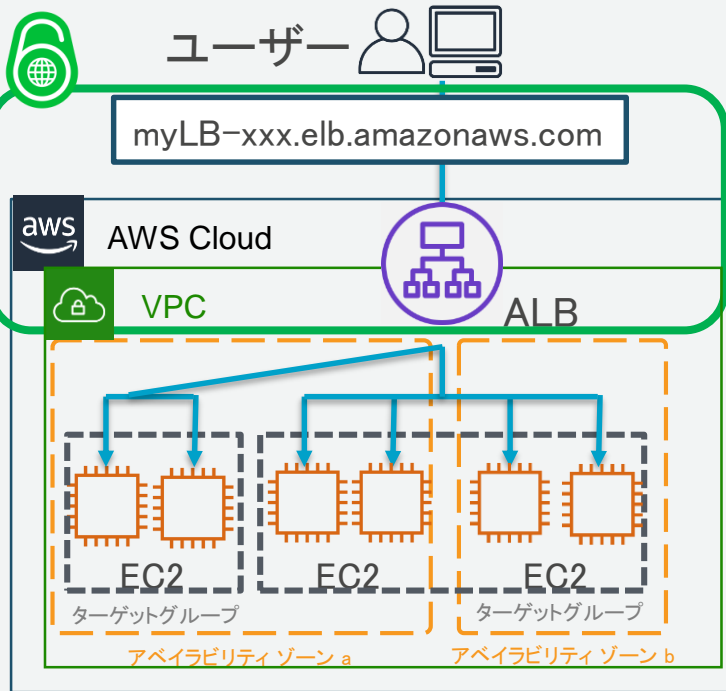 ユーザー
myLB-xxx.elb.amazonaws.com
aws
AWS Cloud
VPC
ALB
EC2
EC2
EC2
ターゲットグループ
ターゲットグループ
アベイラビリティ ゾーン a
アベイラビリティ ゾーン b